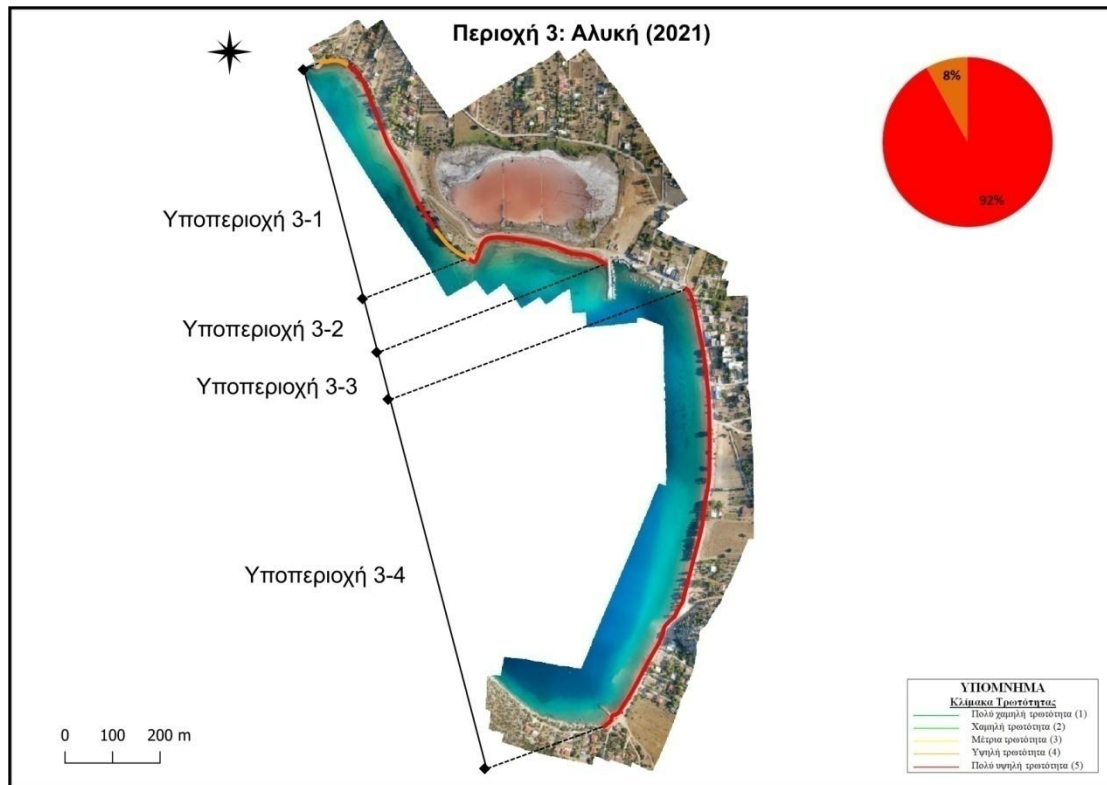 Περιοχή 3: Αλυκή (2021)
8%
92%
Υποπεριοχή 3-1
Υποπεριοχή 3-2
Υποπεριοχή 3-3
Υποπεριοχή 3-4
0 100 200 m
ΥΠΟΜΝΗΜΑ
Κλίμακα Τρωτότητας
Πολύ χαμηλή τρωτότητα (1)
Χαμηλή τρωτότητα (2)
Μέτρια τρωτότητα (3)
Υψηλή τρωτότητα (4)
Πολύ υψηλή τρωτότητα (5)